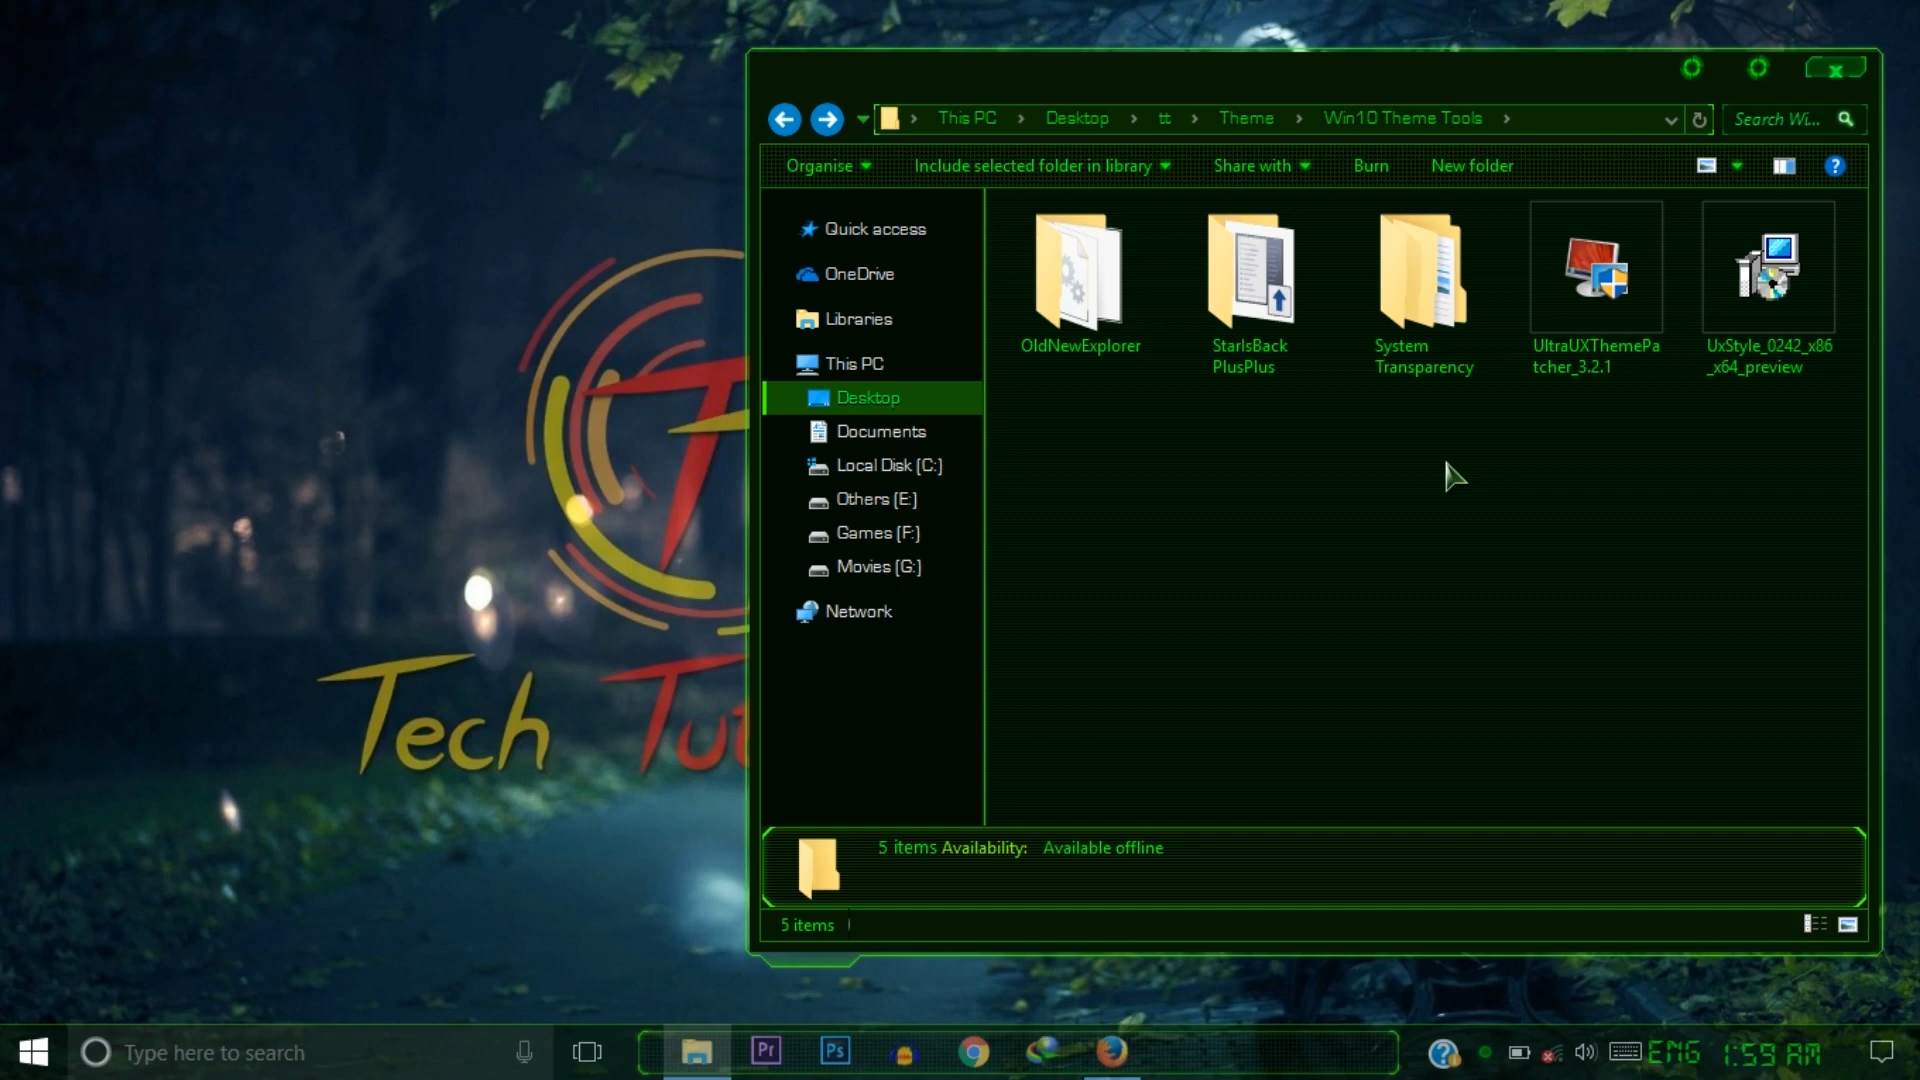 This PC
Desktop
tt
Theme
Win10 Theme Tools
Search Wi...
Organise
Include selected folder in library
Share with
Burn
New folder
Quick access
OneDrive
Libraries
This PC
Desktop
Documents
Local Disk (C:)
Others (E:)
Games (F:)
Movies (G:)
Network
OldNewExplorer
StarIsBack
PlusPlus
System
Transparency
UltraUXThemePa
tcher_3.2.1
UxStyle_0242_x86
_x64_preview
Tech Tut
5 items Availability: Available offline
5 items
Type here to search
Pr
Ps
ENG
1:59 AM